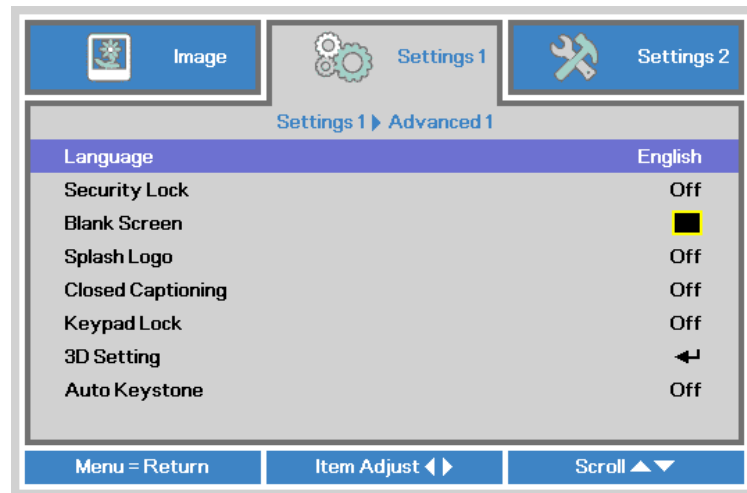 Image Settings 1 Settings 2
Settings 1 Advanced 1
Language English
Security Lock Off
Blank Screen
Splash Logo Off
Closed Captioning Off
Keypad Lock Off
3D Setting
Auto Keystone Off
Menu = Return Item Adjust Scroll